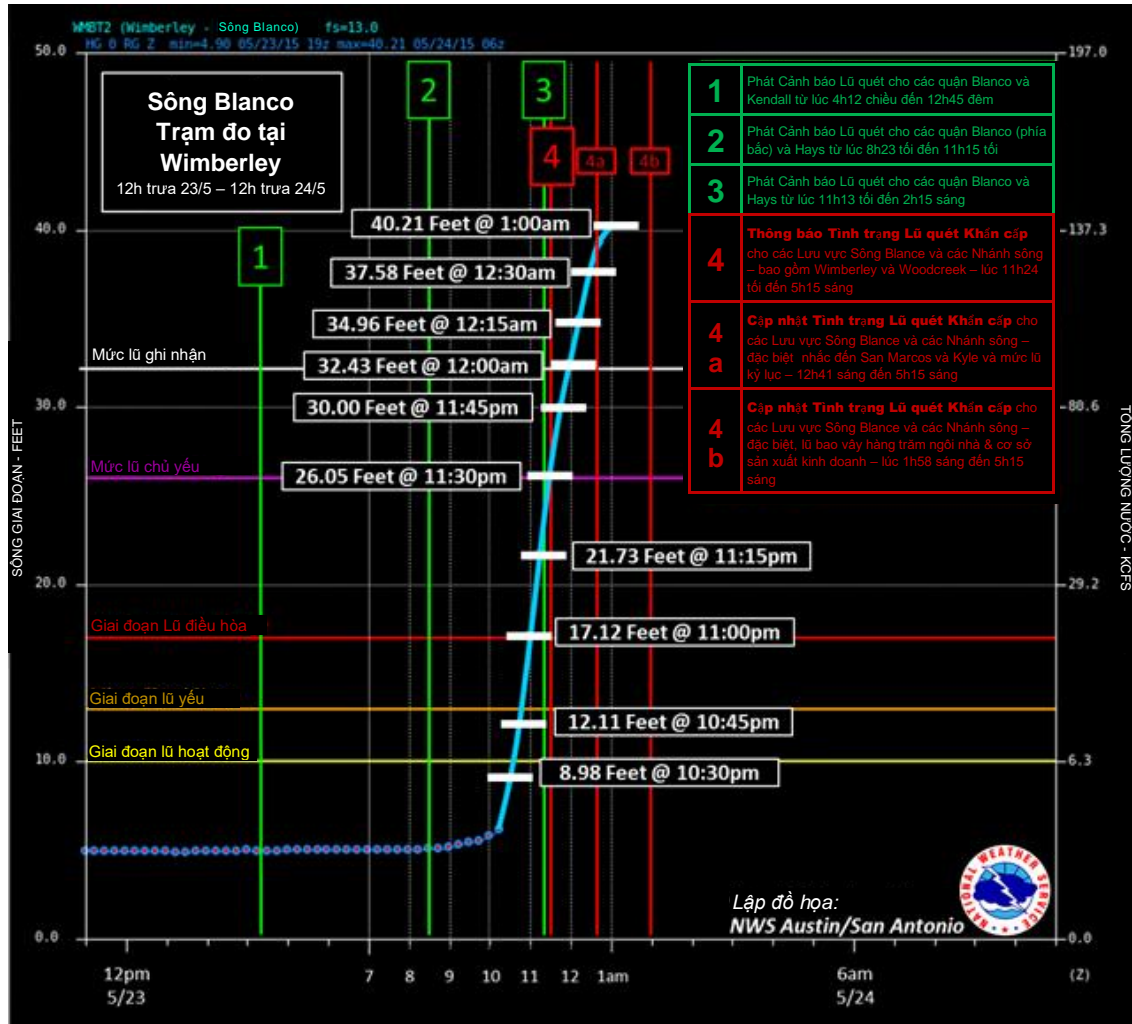 WMBT2 (Wimberley - Sông Blanco) fs=13.0
HG 0 RG Z min=4.90 05/23/15 19z max=40.21 05/24/15 06z
50.0
40.0
30.0
20.0
10.0
0.0
SÔNG GIAI ĐOẠN - FEET
197.0
137.3
80.6
29.2
6.3
0.0
TỔNG LƯỢNG NƯỚC - KCFS
Sông Blanco
Trạm đo tại
Wimberley
12h trưa 23/5 – 12h trưa 24/5
1
2
3
4
4a
4b
1
Phát Cảnh báo Lũ quét cho các quận Blanco và
Kendall từ lúc 4h12 chiều đến 12h45 đêm
2
Phát Cảnh báo Lũ quét cho các quận Blanco (phía
bắc) và Hays từ lúc 8h23 tối đến 11h15 tối
3
Phát Cảnh báo Lũ quét cho các quận Blanco và
Hays từ lúc 11h13 tối đến 2h15 sáng
4
Thông báo Tình trạng Lũ quét Khẩn cấp
cho các Lưu vực Sông Blance và các Nhánh sông
– bao gồm Wimberley và Woodcreek – lúc 11h24
tối đến 5h15 sáng
4
a
Cập nhật Tình trạng Lũ quét Khẩn cấp cho
các Lưu vực Sông Blance và các Nhánh sông –
đặc biệt nhắc đến San Marcos và Kyle và mức lũ
kỷ lục – 12h41 sáng đến 5h15 sáng
4
b
Cập nhật Tình trạng Lũ quét Khẩn cấp cho
các Lưu vực Sông Blance và các Nhánh sông –
đặc biệt, lũ bao vây hàng trăm ngôi nhà & cơ sở
sản xuất kinh doanh – lúc 1h58 sáng đến 5h15
sáng
40.21 Feet @ 1:00am
37.58 Feet @ 12:30am
34.96 Feet @ 12:15am
Mức lũ ghi nhận
32.43 Feet @ 12:00am
30.00 Feet @ 11:45pm
Mức lũ chủ yếu
26.05 Feet @ 11:30pm
21.73 Feet @ 11:15pm
Giai đoạn Lũ điều hòa
17.12 Feet @ 11:00pm
Giai đoạn lũ yếu
12.11 Feet @ 10:45pm
Giai đoạn lũ hoạt động
8.98 Feet @ 10:30pm
Lập đồ họa:
NWS Austin/San Antonio
NATIONAL WEATHER SERVICE
12pm
5/23
7 8 9 10 11 12 1am
6am
5/24
(Z)